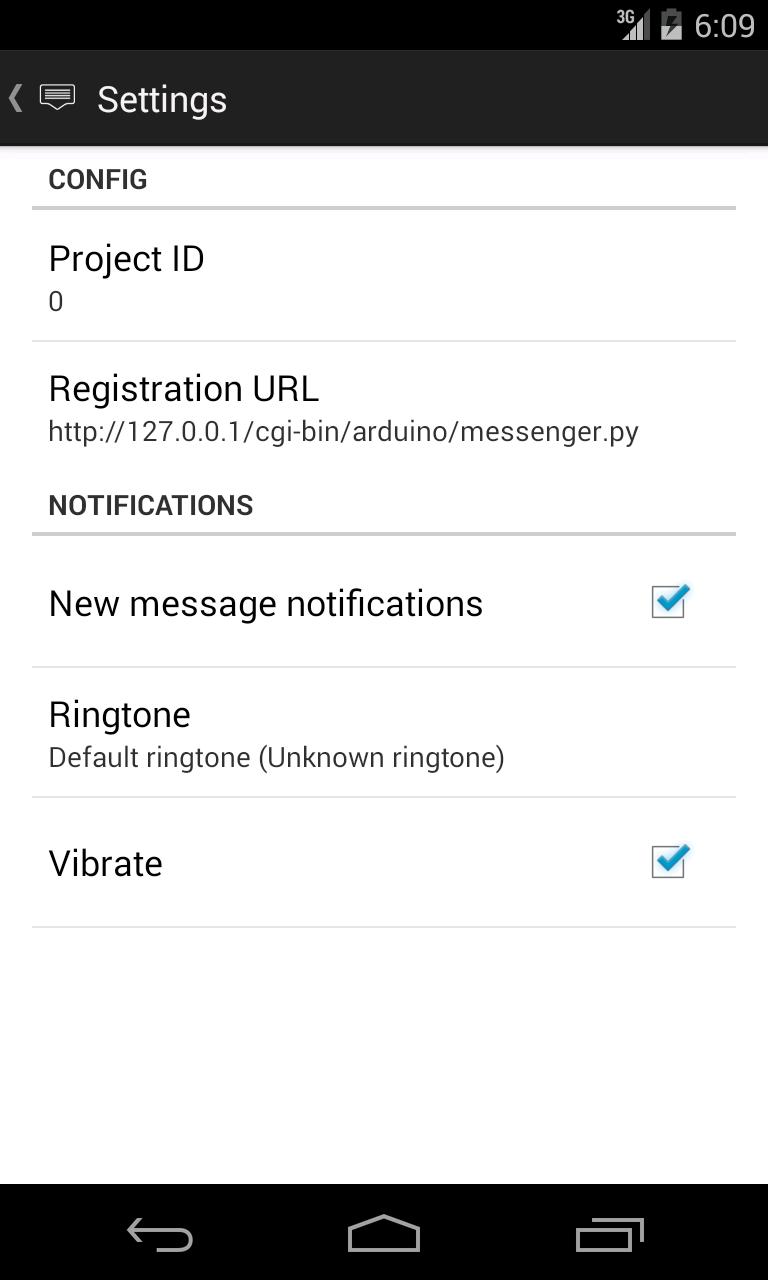 3G 6:09
Settings
CONFIG
Project ID
0
Registration URL
http://127.0.0.1/cgi-bin/arduino/messenger.py
NOTIFICATIONS
New message notifications
Ringtone
Default ringtone (Unknown ringtone)
Vibrate